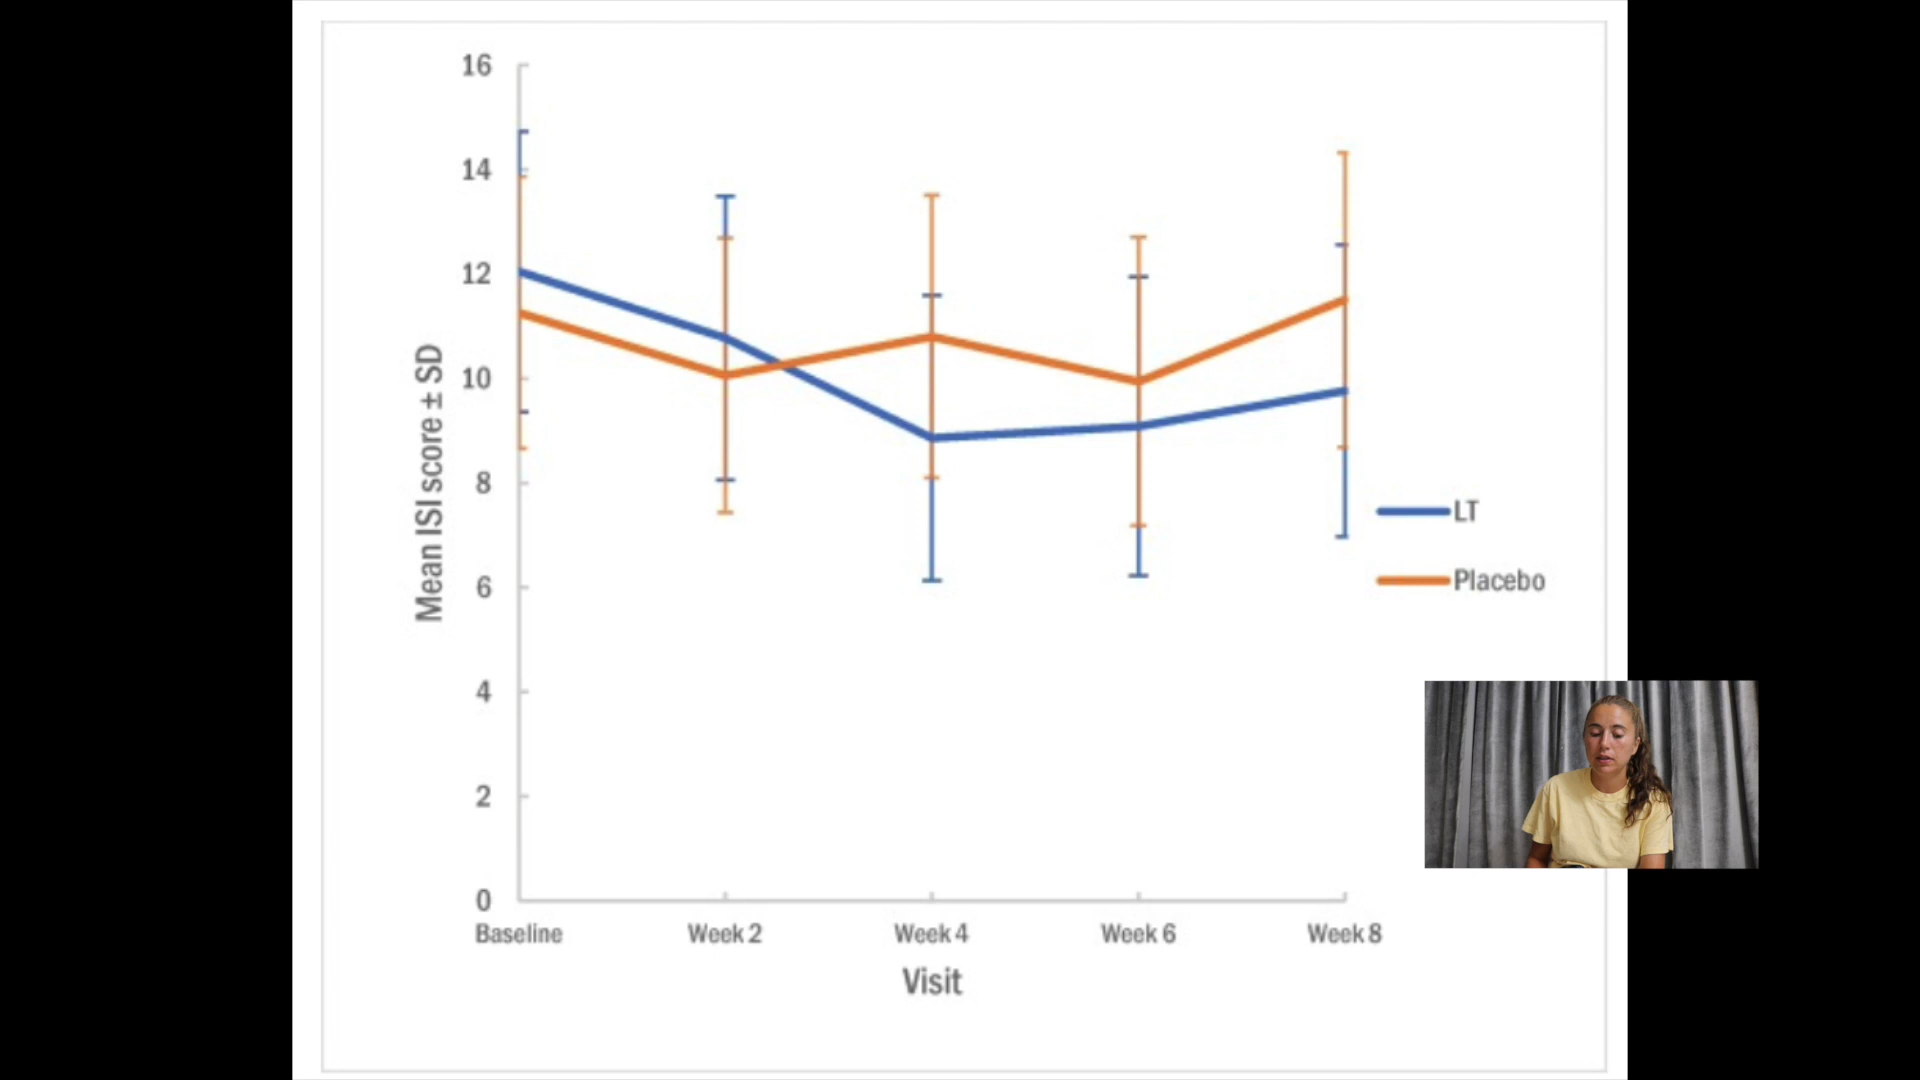 16
14
12
10
8
6
4
2
0
Mean ISI score ± SD
Baseline
Week 2
Week 4
Week 6
Week 8
Visit
LT
Placebo